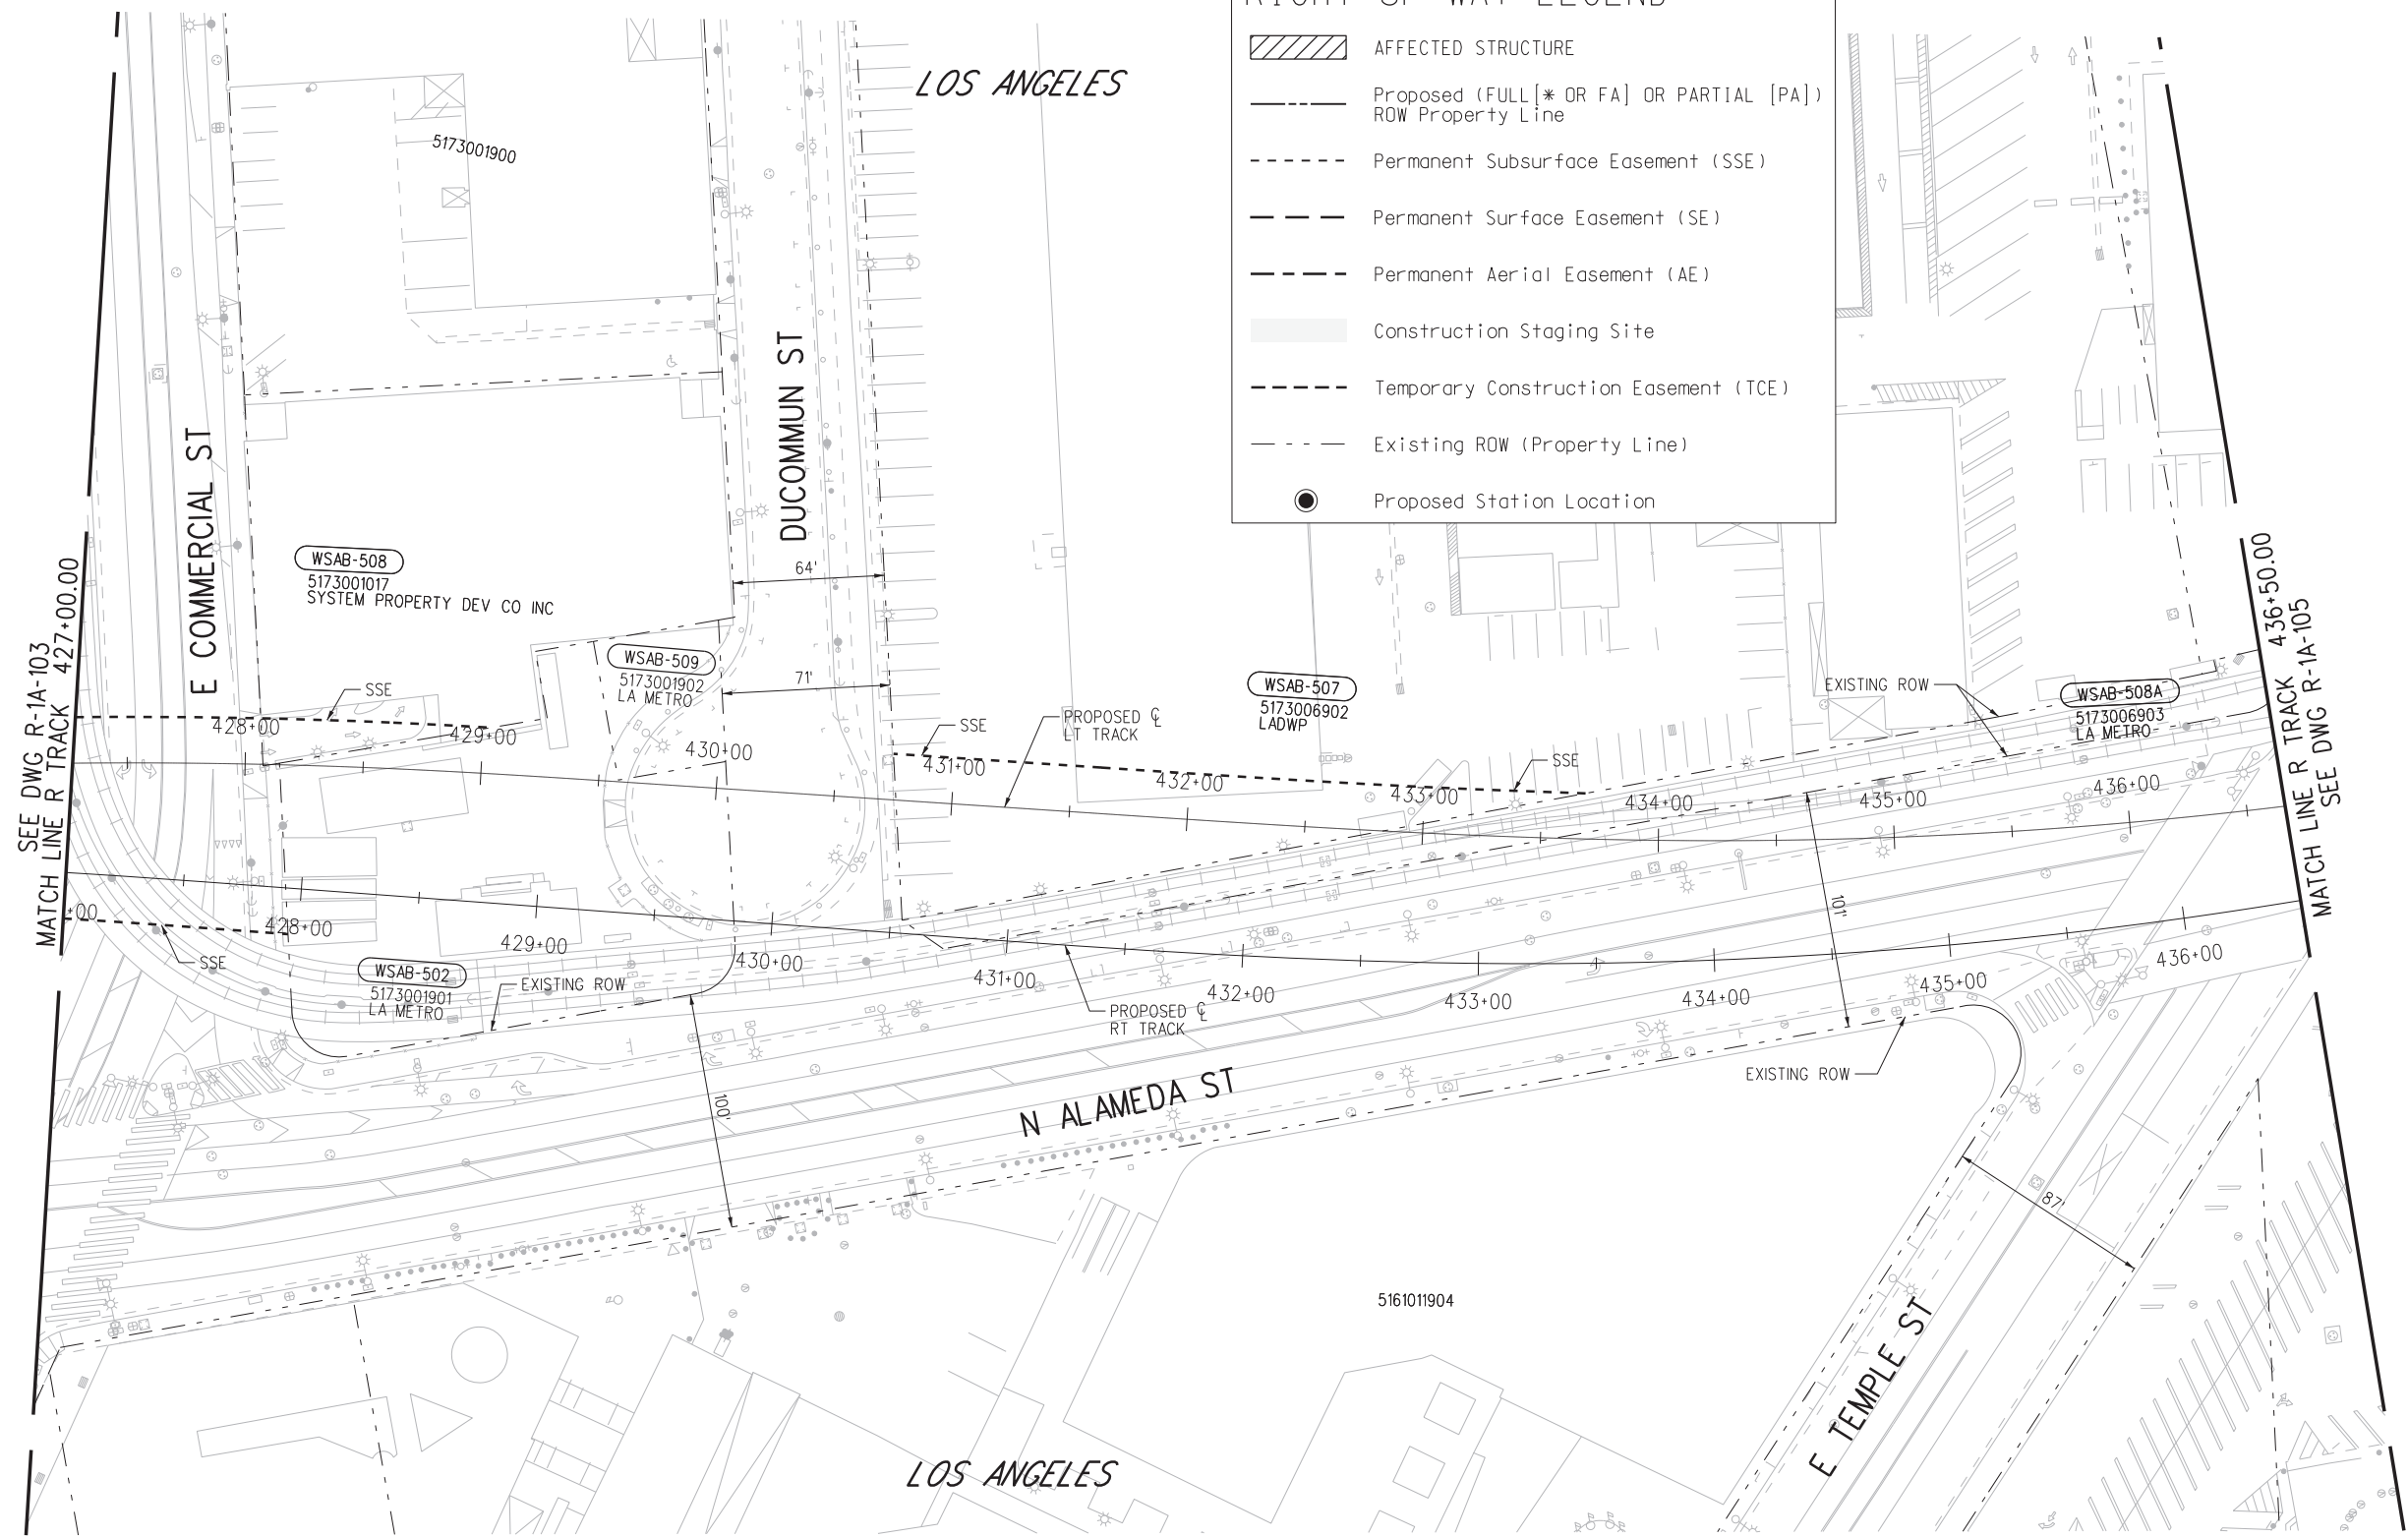 RIGHT OF WAY LEGEND
AFFECTED STRUCTURE
Proposed (FULL[* OR FA] OR PARTIAL [PA])
ROW Property Line
Permanent Subsurface Easement (SSE)
Permanent Surface Easement (SE)
Permanent Aerial Easement (AE)
Construction Staging Site
Temporary Construction Easement (TCE)
Existing ROW (Property Line)
Proposed Station Location
LOS ANGELES
5173001900
E COMMERCIAL ST
DUCOMMUN ST
WSAB-508
5173001017
SYSTEM PROPERTY DEV CO INC
64'
WSAB-509
5173001902
LA METRO
71'
WSAB-507
5173006902
LADWP
EXISTING ROW
WSAB-508A
5173006903
LA METRO
SEE DWG R-1A-103
MATCH LINE R TRACK 427+00.00
MATCH LINE R TRACK 436+50.00
SEE DWG R-1A-105
SSE
SSE
SSE
PROPOSED ℄
LT TRACK
428+00
429+00
430+00
431+00
432+00
433+00
434+00
435+00
436+00
101'
+00
428+00
429+00
430+00
431+00
432+00
433+00
434+00
435+00
436+00
SSE
WSAB-502
5173001901
LA METRO
EXISTING ROW
PROPOSED ℄
RT TRACK
EXISTING ROW
100'
N ALAMEDA ST
87'
5161011904
E TEMPLE ST
LOS ANGELES